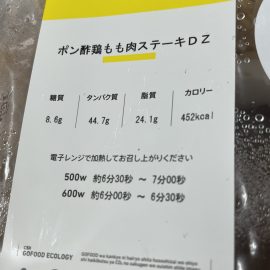 ポン酢鶏もも肉ステーキDZ
糖質 タンパク質 脂質 カロリー
8.6g 44.7g 24.1g 452kcal
電子レンジで加熱してお召し上がりください
500w 約6分30秒 ～ 7分00秒
600w 約6分00秒 ～ 6分30秒
CSR
GOFOOD ECOLOGY